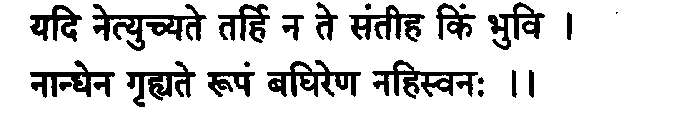 यदि नेत्युच्यते तर्हि न ते संतीह किं भुवि ।
नान्धेन गृह्यते रूपं बधिरेण नहिस्वनः ।।